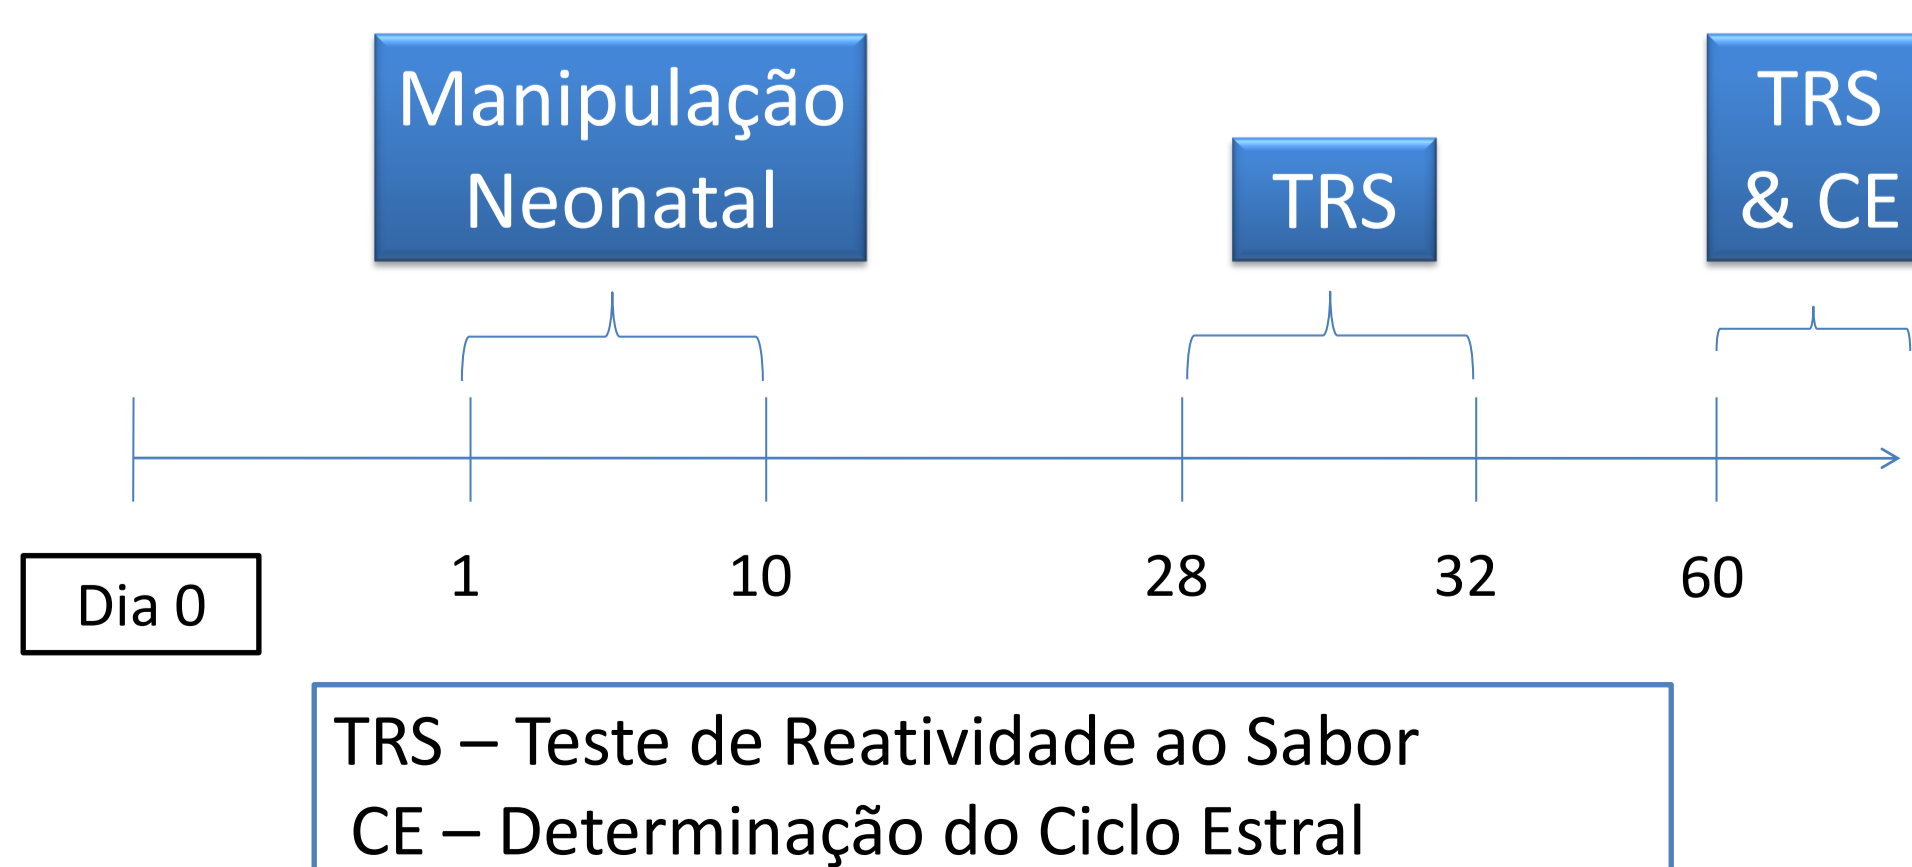 Manipulação
Neonatal
TRS
TRS
& CE
Dia 0
1
10
28
32
60
TRS – Teste de Reatividade ao Sabor
CE – Determinação do Ciclo Estral